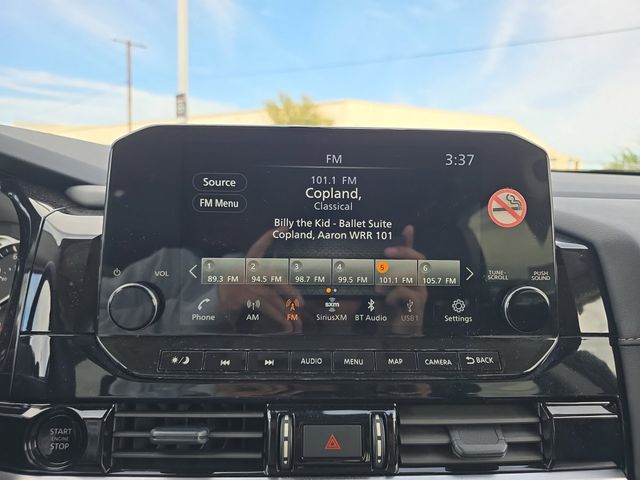 FM 3:37
Source
FM Menu
101.1 FM
Copland,
Classical
Billy the Kid - Ballet Suite
Copland, Aaron WRR 101
1 2 3 4 5 6
89.3 FM 94.5 FM 98.7 FM 99.5 FM 101.1 FM 105.7 FM
VOL
TUNE-SCROLL
PUSH SOUND
Phone AM FM SiriusXM BT Audio USB1 Settings
sxm
AUDIO MENU MAP CAMERA BACK
START
ENGINE
STOP